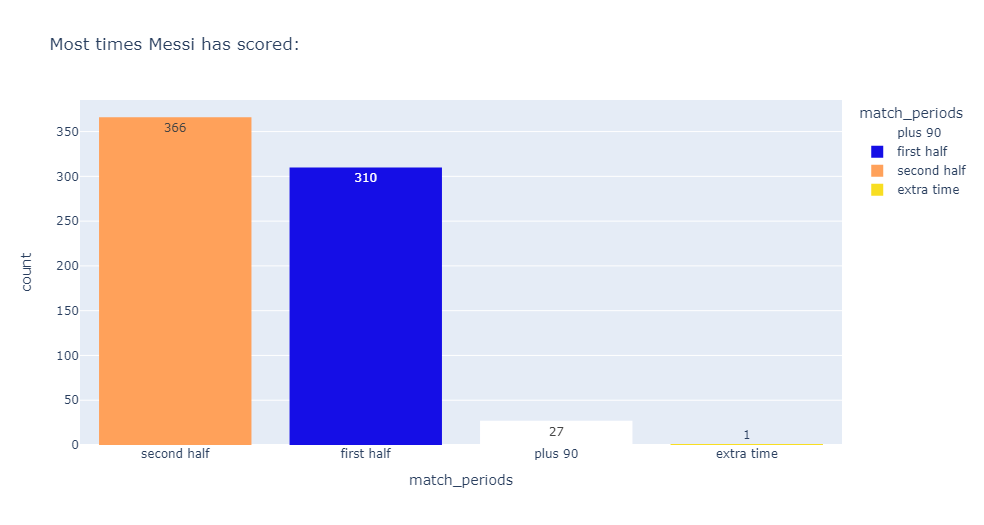 Most times Messi has scored:
match_periods
plus 90
first half
second half
extra time
count
350
300
250
200
150
100
50
0
366
310
27
1
second half
first half
plus 90
extra time
match_periods